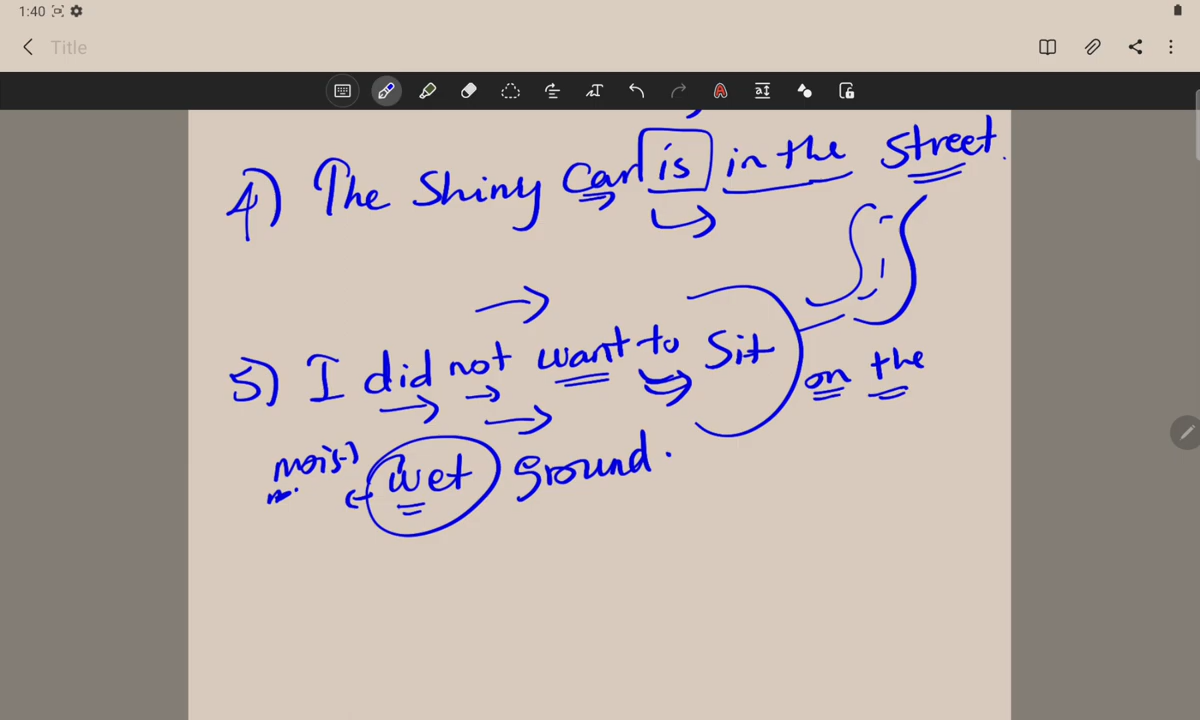 1:40
Title
4) The Shiny Car is in the Street.
5) I did not want to Sit
on the
wet ground.